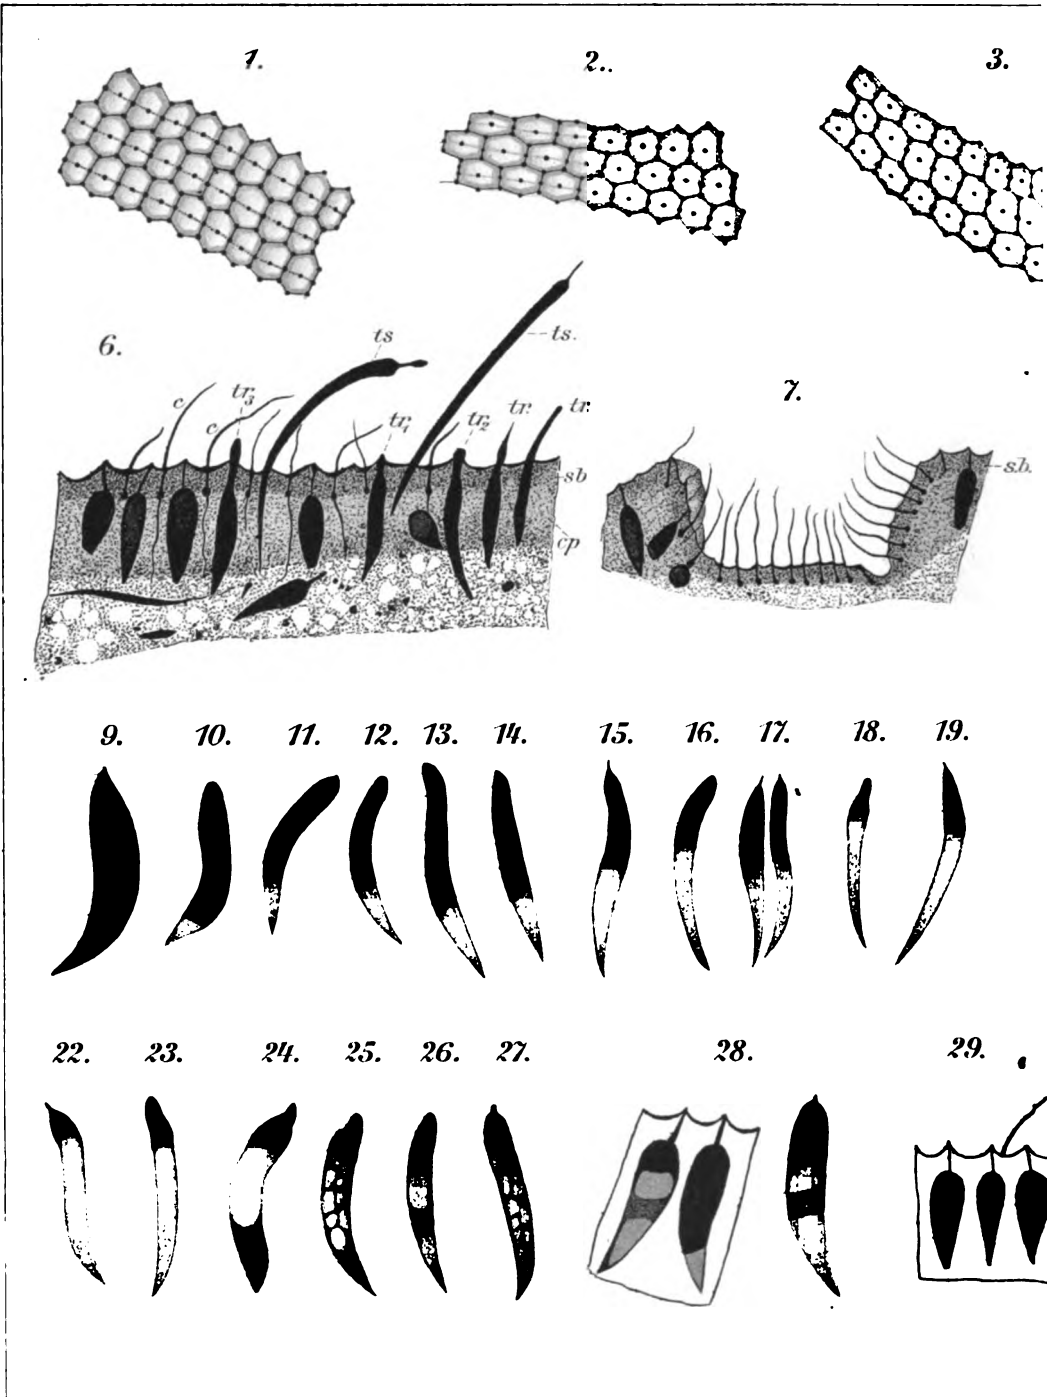 1. 2.. 3.
6. ts ts.
7.
c c tr3 tr1 tr2 tr. tr.
sb s.b.
cp
9. 10. 11. 12. 13. 14. 15. 16. 17. 18. 19.
22. 23. 24. 25. 26. 27. 28. 29.